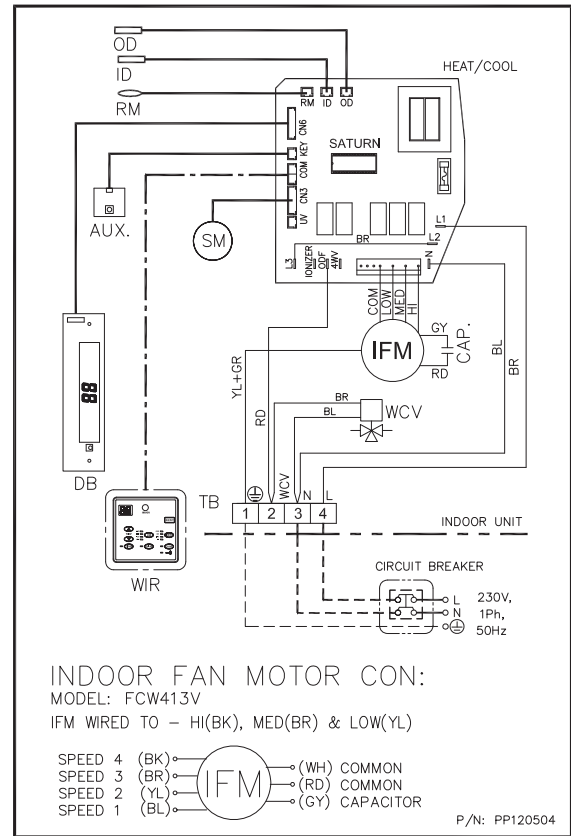 OD
ID
RM
HEAT/COOL
RM ID OD
CN6
KEY
COM
CN3
UV
SATURN
AUX.
SM
L1
L2
BR
L3
IONIZER
ODF
4WV
N
COM
LOW
MED
HI
IFM
GY
RD
CAP.
BL
BR
YL+GR
RD
BR
BL
WCV
88
DB
WIR
TB
WCV
N
L
1 2 3 4
INDOOR UNIT
CIRCUIT BREAKER
L
N
230V,
1Ph,
50Hz
INDOOR FAN MOTOR CON:
MODEL: FCW413V
IFM WIRED TO – HI(BK), MED(BR) & LOW(YL)
SPEED 4 (BK)
SPEED 3 (BR)
SPEED 2 (YL)
SPEED 1 (BL)
IFM
(WH) COMMON
(RD) COMMON
(GY) CAPACITOR
P/N: PP120504